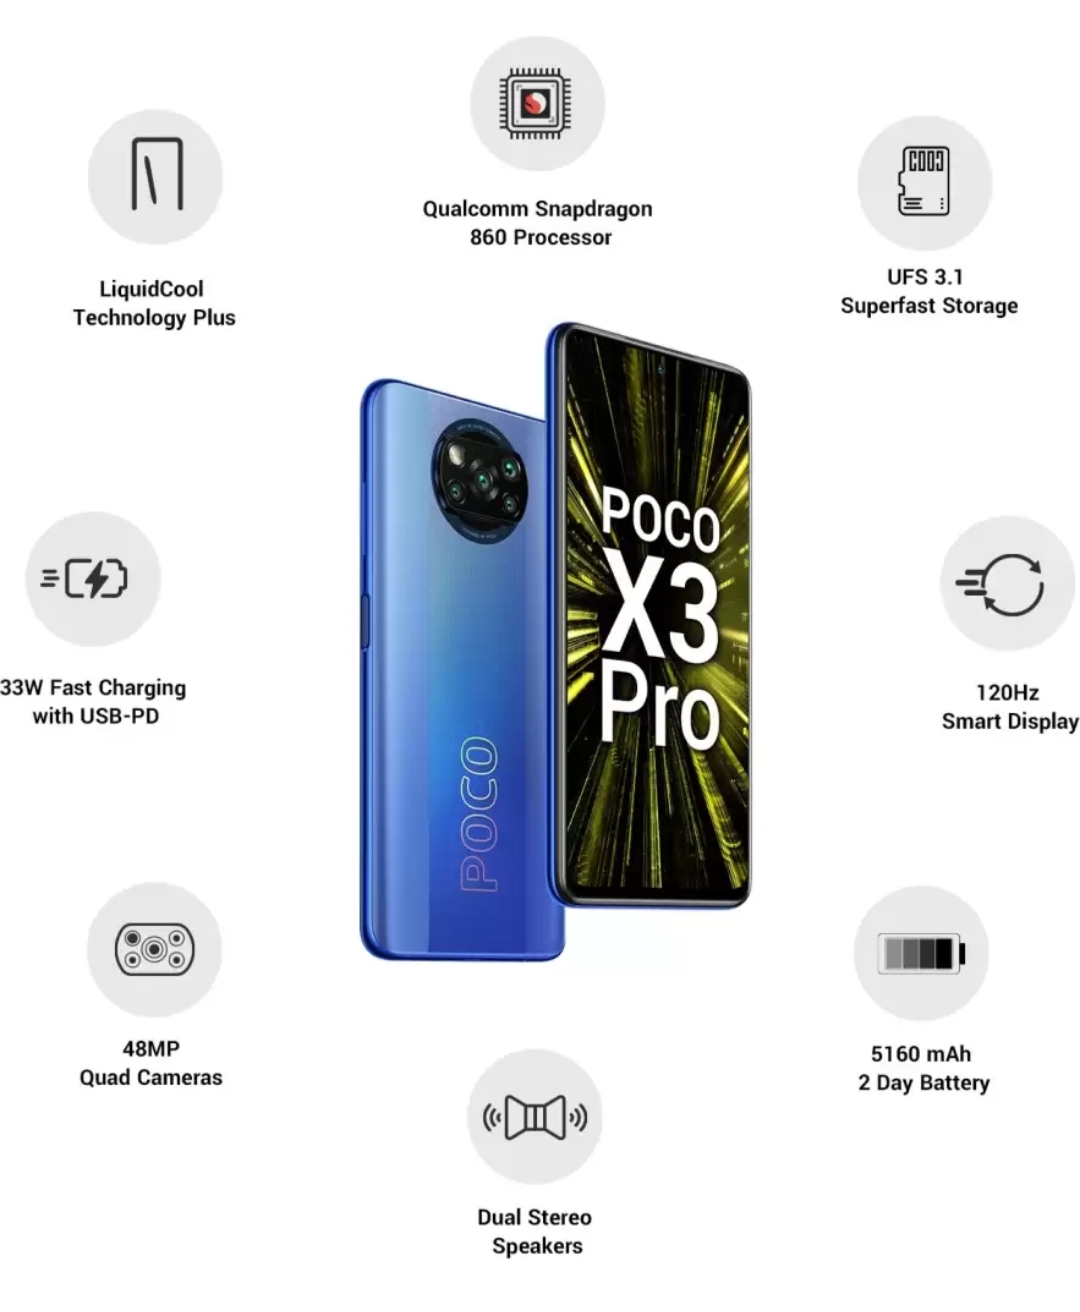 Qualcomm Snapdragon
860 Processor
LiquidCool
Technology Plus
UFS 3.1
Superfast Storage
POCO
X3
Pro
POCO
33W Fast Charging
with USB-PD
120Hz
Smart Display
48MP
Quad Cameras
5160 mAh
2 Day Battery
Dual Stereo
Speakers